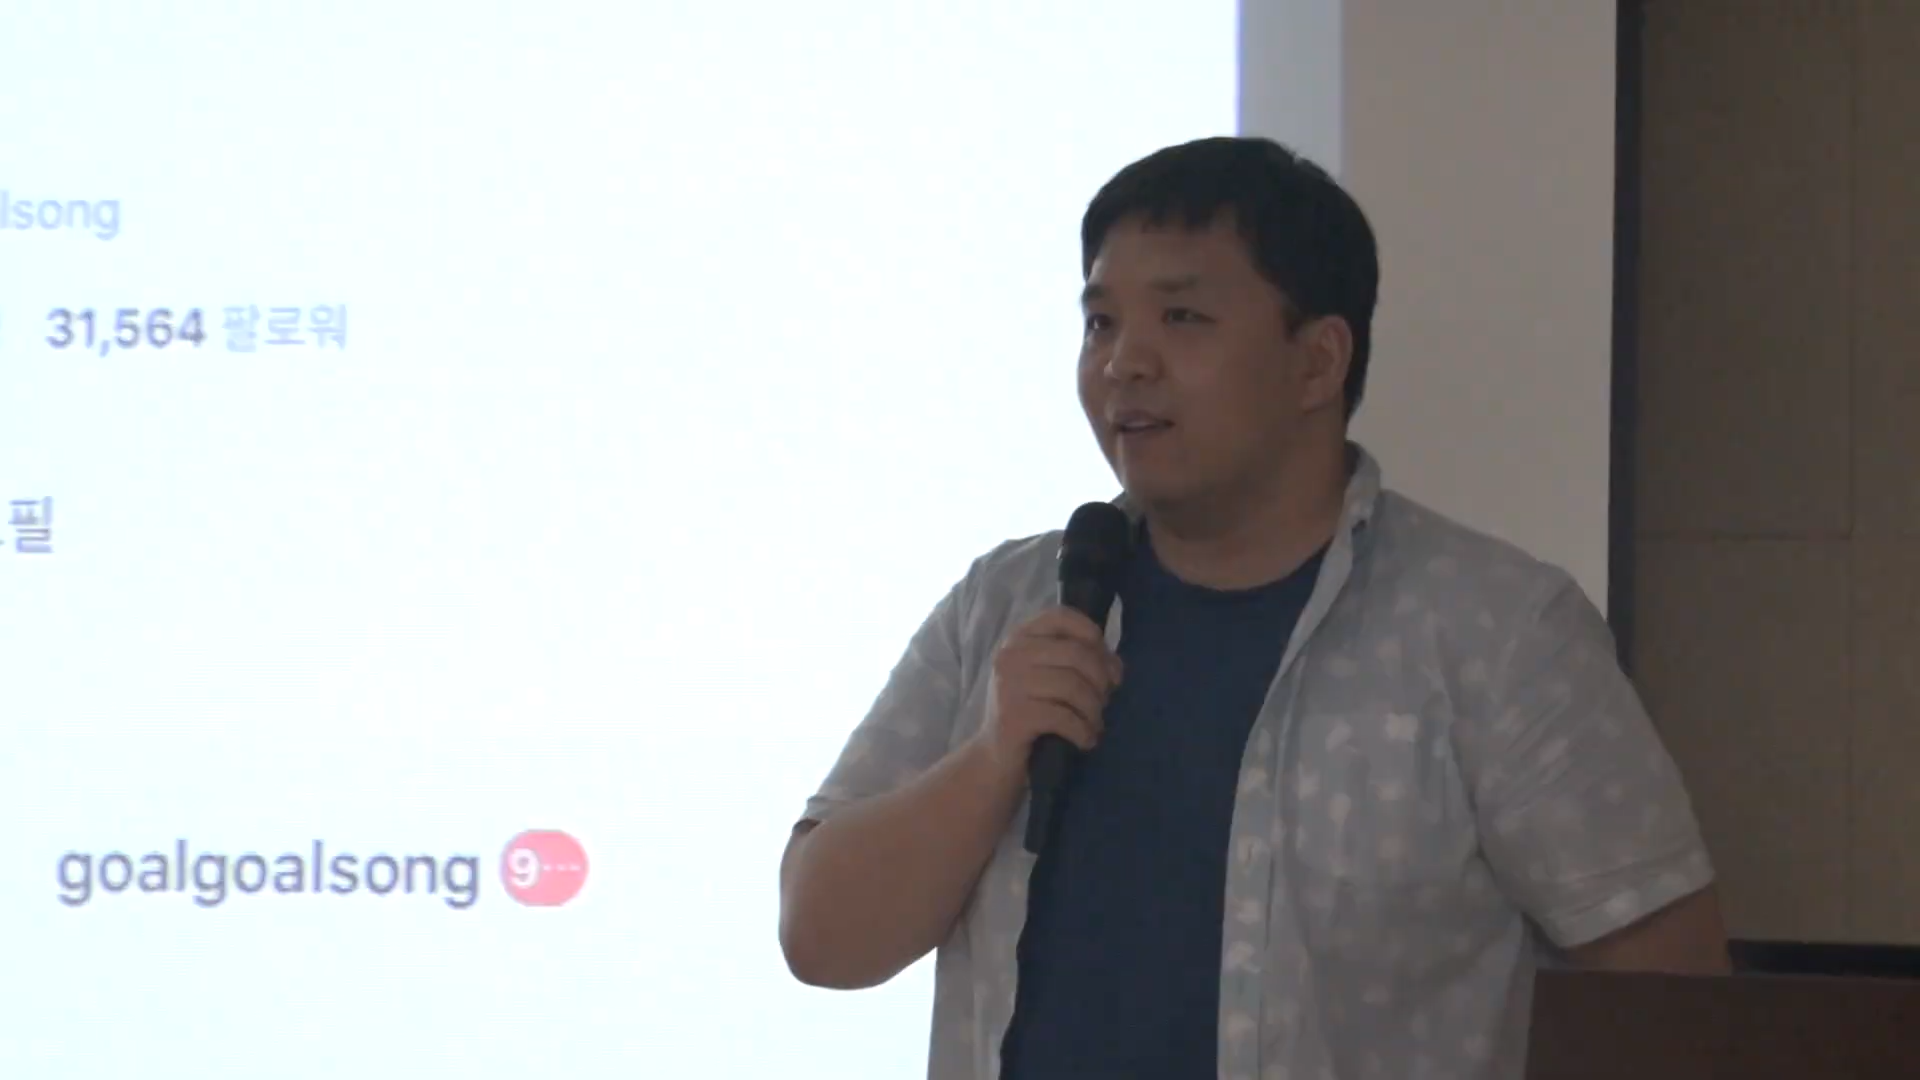 lsong
31,564 팔로워
필
goalgoalsong 9...